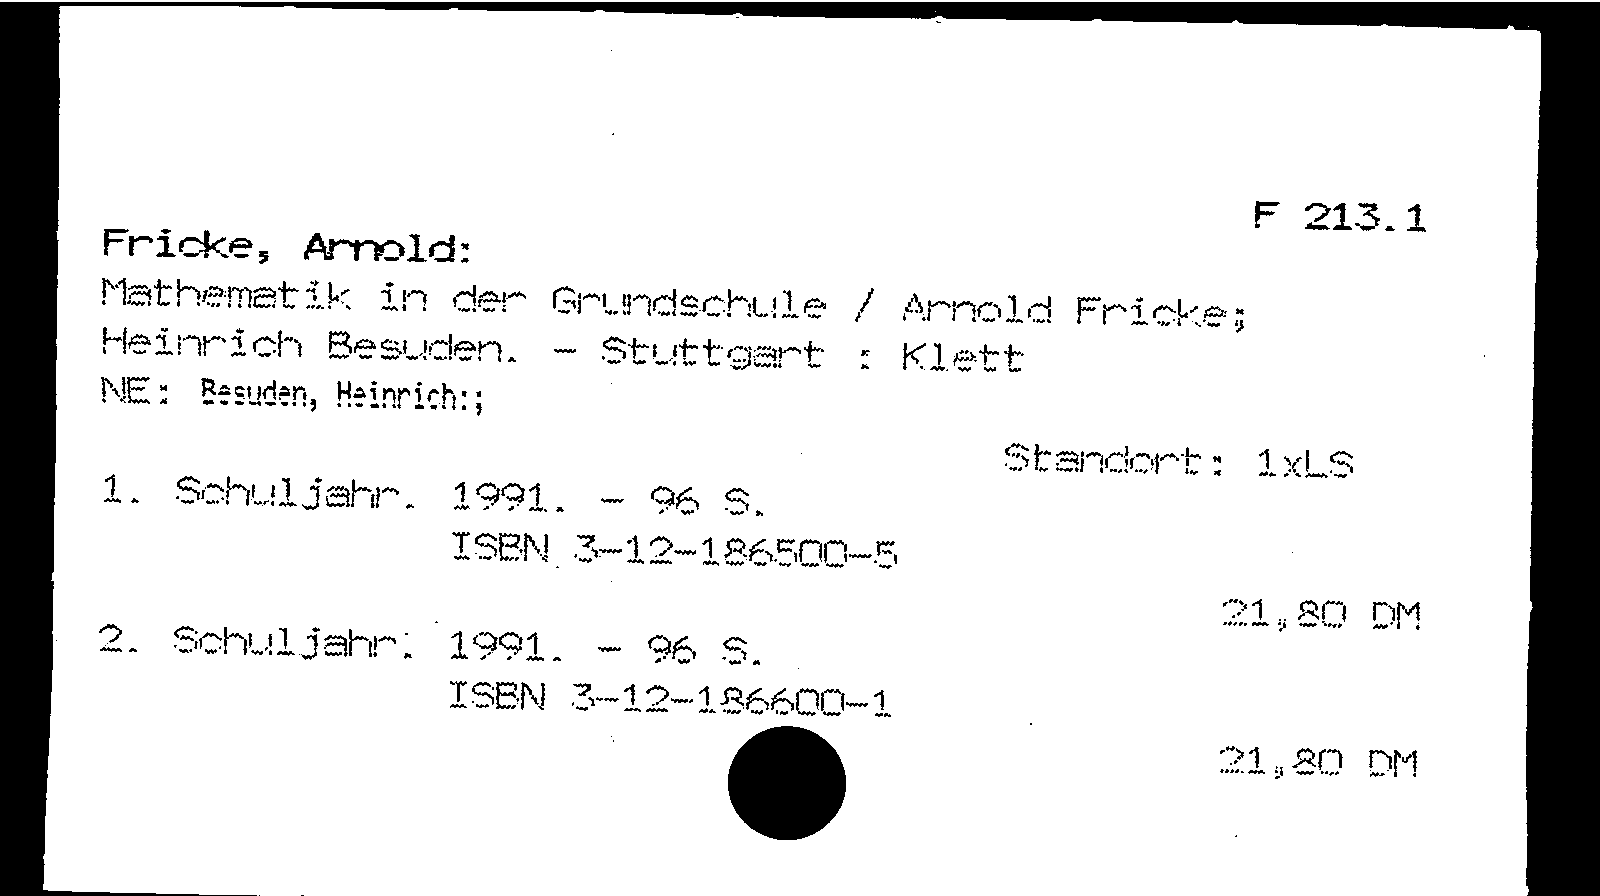 F 213.1
Fricke, Arnold:
Mathematik in der Grundschule / Arnold Fricke;
Heinrich Besuden. - Stuttgart : Klett
NE: Besuden, Heinrich:;
Standort: 1xLS
1. Schuljahr. 1991. - 96 S.
ISBN 3-12-186500-5
21,80 DM
2. Schuljahr. 1991. - 96 S.
ISBN 3-12-186600-1
21,80 DM